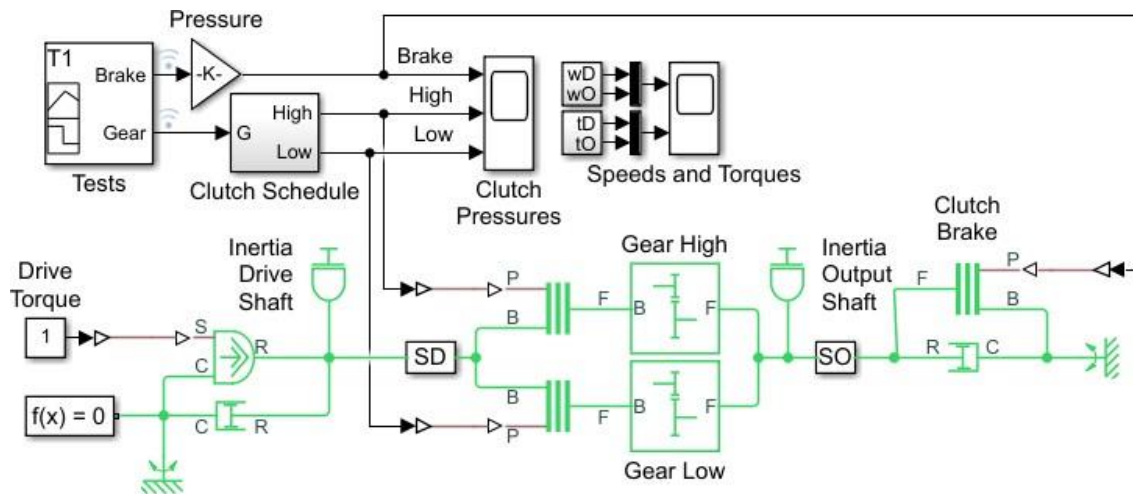 Pressure
T1
Brake
-K-
Brake
Gear
High
G
High
Low
Low
Tests
Clutch Schedule
Clutch
Pressures
wD
wO
tD
tO
Speeds and Torques
Drive
Torque
1
Inertia
Drive
Shaft
S
C
R
f(x) = 0
C
R
SD
P
B
F
B
P
F
Gear High
B
F
B
F
Gear Low
Inertia
Output
Shaft
SO
Clutch
Brake
P
F
B
R
C